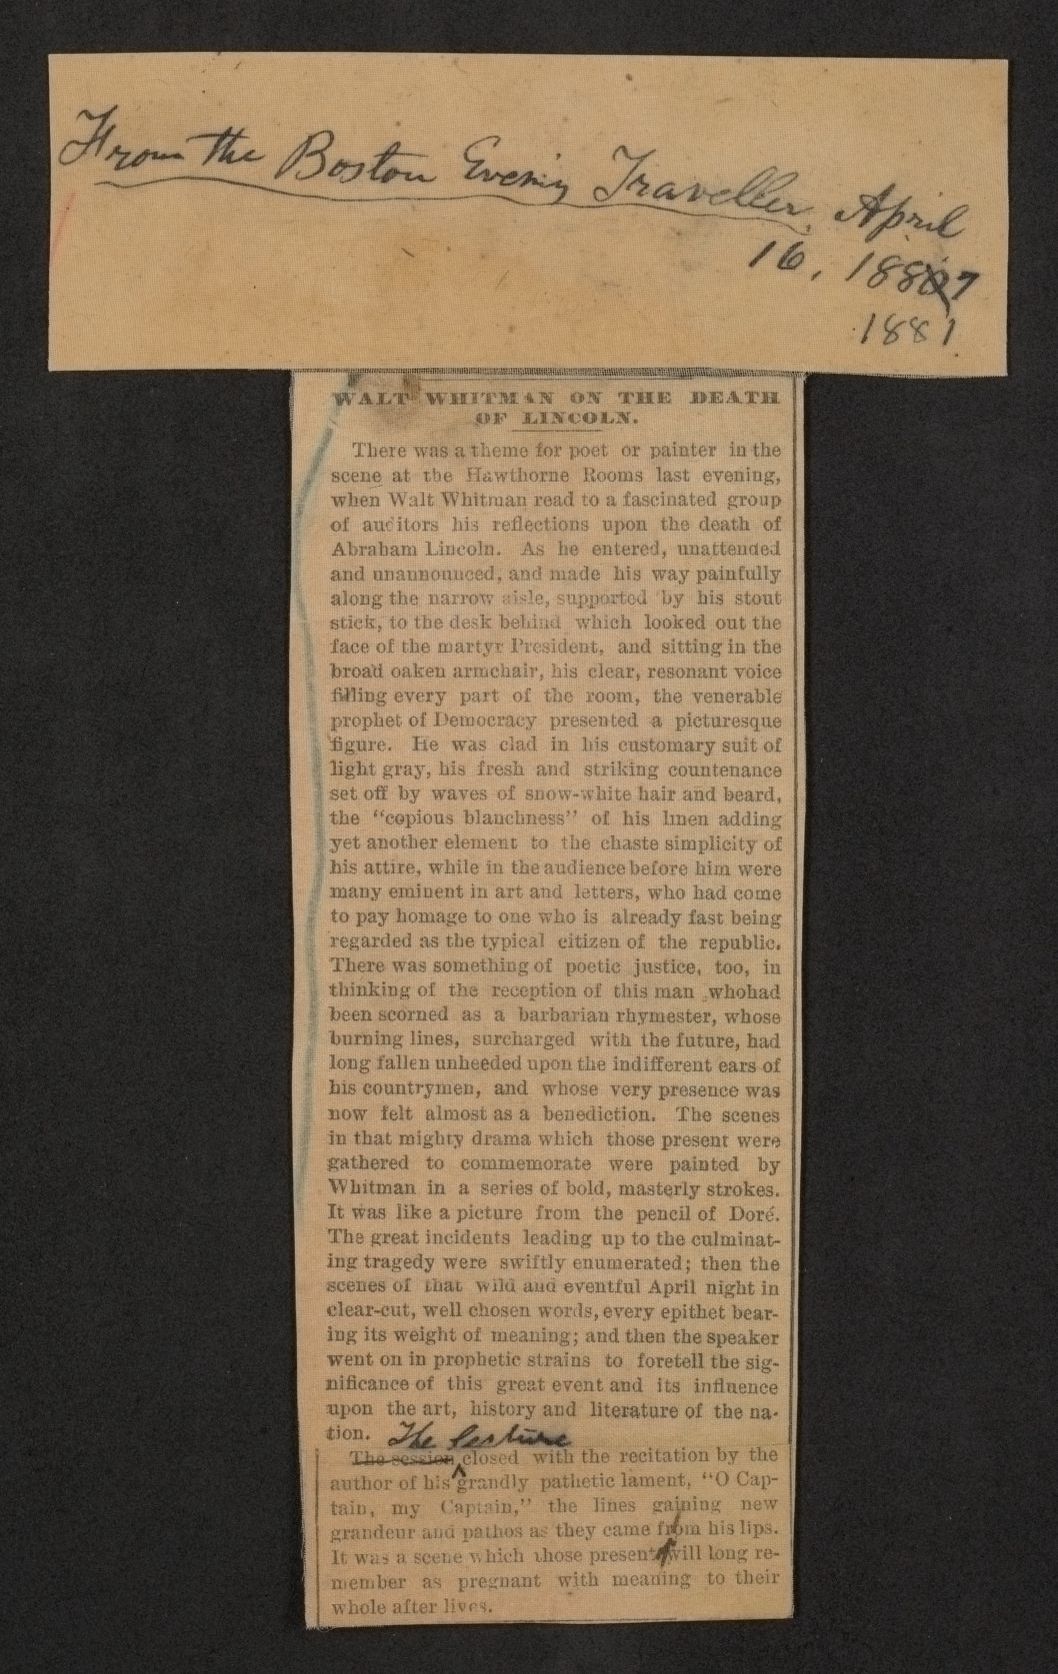 From the Boston Evening Traveller, April
16, 18807
1881
WALT WHITMAN ON THE DEATH
OF LINCOLN.
There was a theme for poet or painter in the
scene at the Hawthorne Rooms last evening,
when Walt Whitman read to a fascinated group
of auditors his reflections upon the death of
Abraham Lincoln. As he entered, unattended
and unannounced, and made his way painfully
along the narrow aisle, supported by his stout
stick, to the desk behind which looked out the
face of the martyr President, and sitting in the
broad oaken armchair, his clear, resonant voice
filling every part of the room, the venerable
prophet of Democracy presented a picturesque
figure. He was clad in his customary suit of
light gray, his fresh and striking countenance
set off by waves of snow-white hair and beard,
the “copious blanchness” of his linen adding
yet another element to the chaste simplicity of
his attire, while in the audience before him were
many eminent in art and letters, who had come
to pay homage to one who is already fast being
regarded as the typical citizen of the republic.
There was something of poetic justice, too, in
thinking of the reception of this man whohad
been scorned as a barbarian rhymester, whose
burning lines, surcharged with the future, had
long fallen unheeded upon the indifferent ears of
his countrymen, and whose very presence was
now felt almost as a benediction. The scenes
in that mighty drama which those present were
gathered to commemorate were painted by
Whitman in a series of bold, masterly strokes.
It was like a picture from the pencil of Doré.
The great incidents leading up to the culminat-
ing tragedy were swiftly enumerated; then the
scenes of that wild and eventful April night in
clear-cut, well chosen words, every epithet bear-
ing its weight of meaning; and then the speaker
went on in prophetic strains to foretell the sig-
nificance of this great event and its influence
upon the art, history and literature of the na-
tion. The lecture
The session closed with the recitation by the
author of his grandly pathetic lament, “O Cap-
tain, my Captain,” the lines gaining new
grandeur and pathos as they came from his lips.
It was a scene which those present will long re-
member as pregnant with meaning to their
whole after lives.